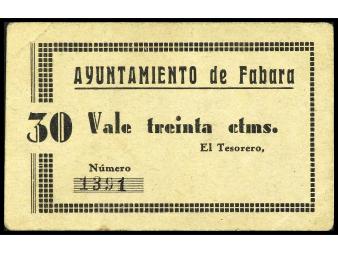 AYUNTAMIENTO de Fabara
30 Vale treinta ctms.
El Tesorero,
Número
1391